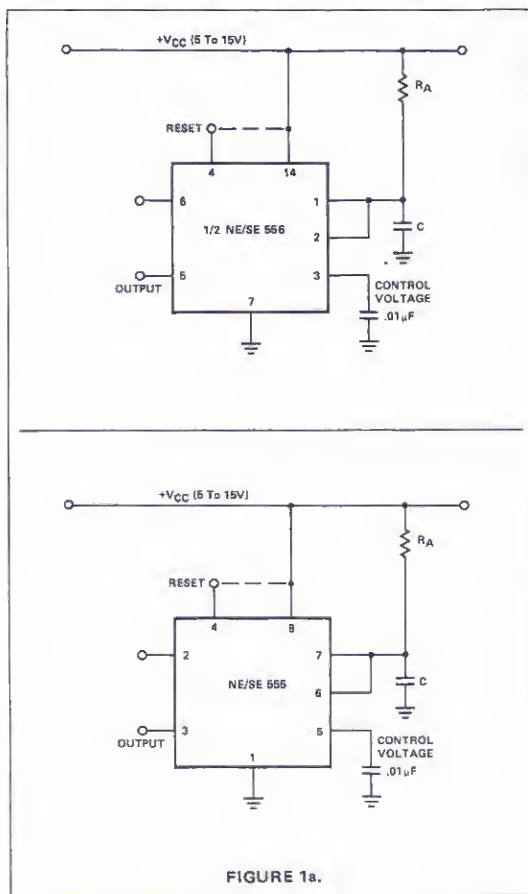 +VCC (5 To 15V)
RA
RESET
4
14
6
1
1/2 NE/SE 556
2
C
5
3
OUTPUT
CONTROL
VOLTAGE
7
.01µF
+VCC (5 To 15V)
RA
RESET
4
8
2
7
NE/SE 555
6
C
3
5
OUTPUT
CONTROL
VOLTAGE
1
.01µF
FIGURE 1a.